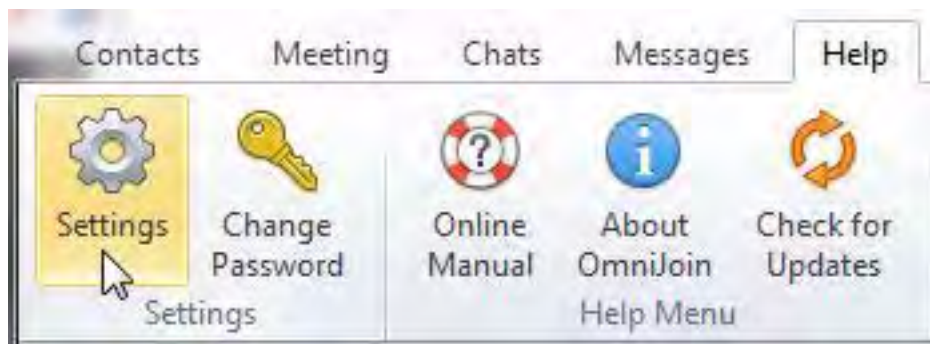 Contacts Meeting Chats Messages Help
?
i
Settings Change Online About Check for
Password Manual OmniJoin Updates
Settings Help Menu